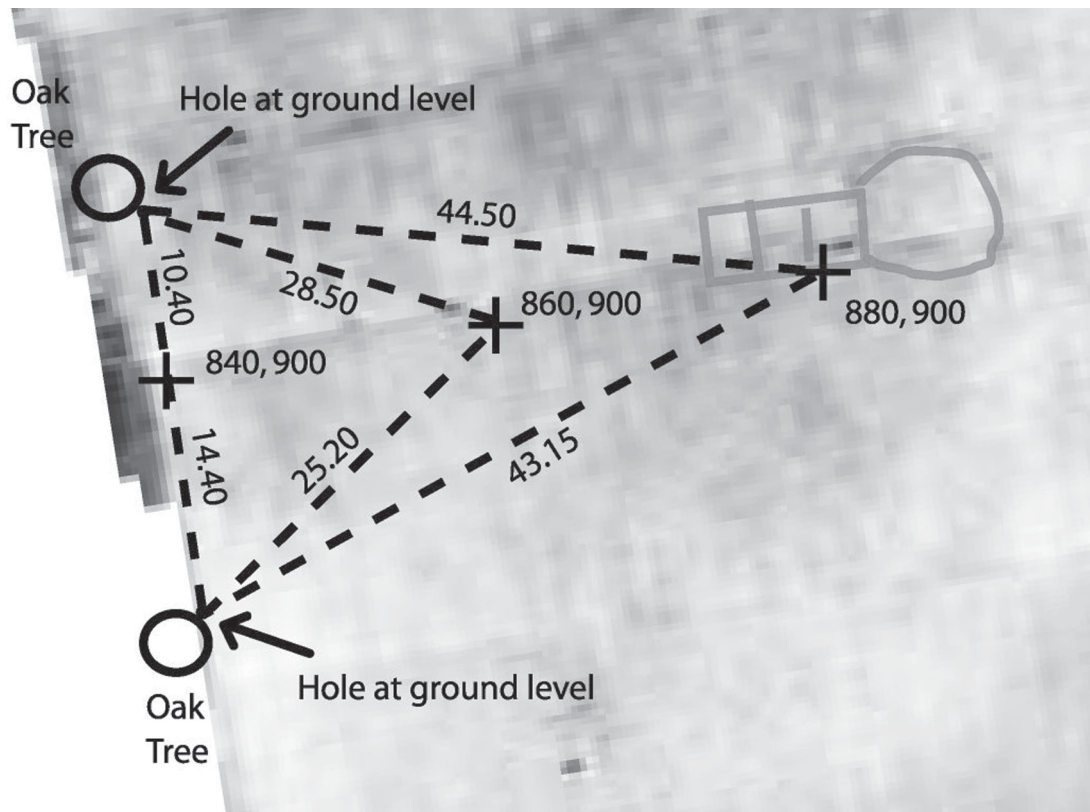 Oak
Tree
Hole at ground level
44.50
10.40
28.50
860,900
880,900
840,900
14.40
25.20
43.15
Hole at ground level
Oak
Tree